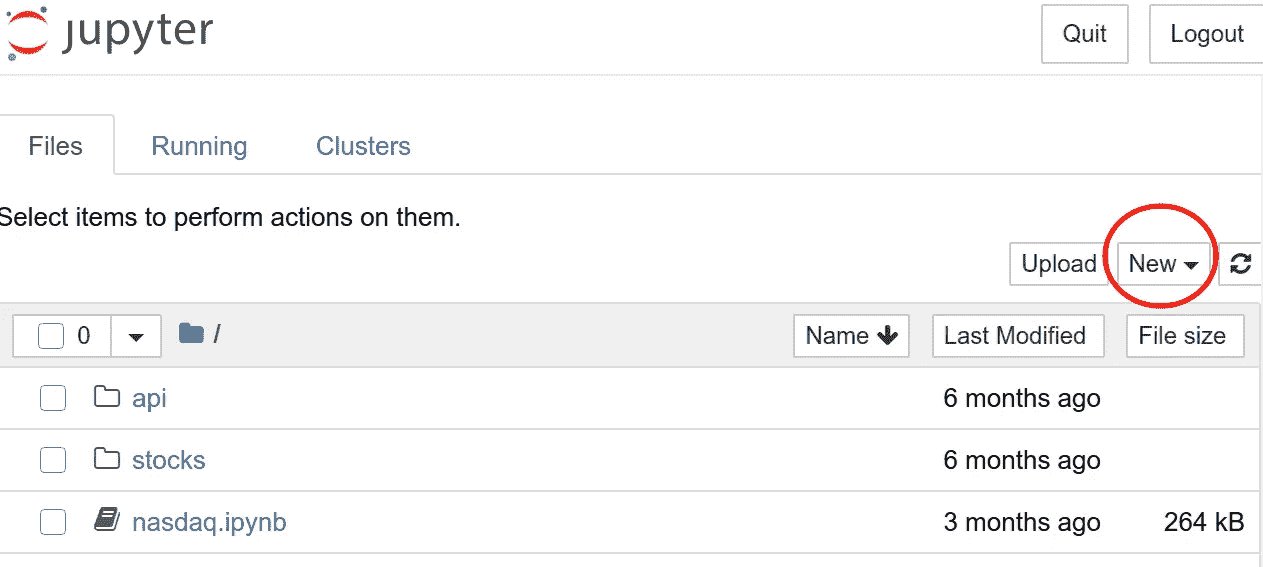 jupyter
Quit
Logout
Files
Running
Clusters
Select items to perform actions on them.
Upload
New
0
/
Name
Last Modified
File size
api
6 months ago
stocks
6 months ago
nasdaq.ipynb
3 months ago
264 kB